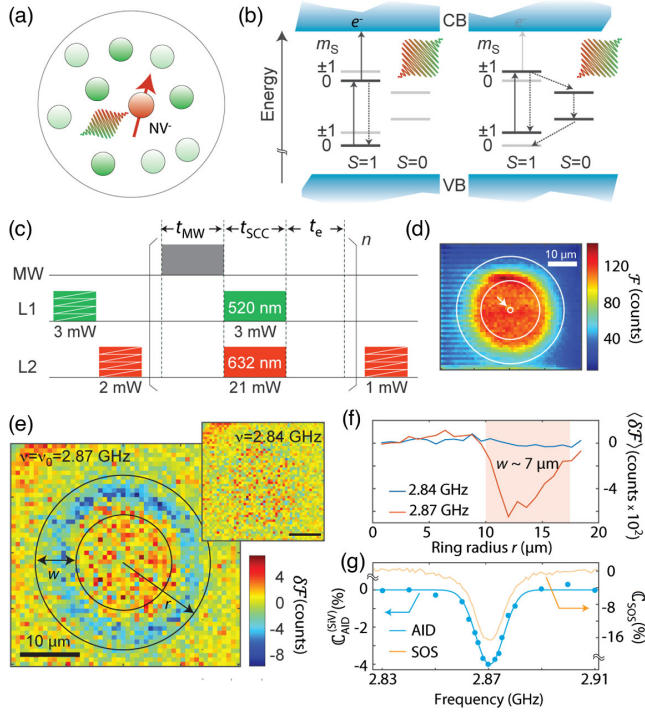 (a)
NV-
(b)
e-
CB
mS
±1
0
±1
0
S=1
S=0
Energy
mS
±1
0
±1
0
S=1
S=0
VB
(c)
tMW
tSCC
te
n
MW
L1
520 nm
3 mW
3 mW
L2
632 nm
2 mW
21 mW
1 mW
(d)
10 μm
120
80
40
ℱ (counts)
(e)
ν=ν0=2.87 GHz
ν=2.84 GHz
w
r
10 μm
4
0
-4
-8
δℱ (counts)
(f)
w ~ 7 μm
2.84 GHz
2.87 GHz
0
-2
-4
-6
⟨δℱ⟩ (counts x 10²)
0
5
10
15
20
Ring radius r (μm)
(g)
ℂAID(SiV)(%)
0
-2
-4
AID
SOS
0
-8
-16
ℂSOS(%)
2.83
2.87
2.91
Frequency (GHz)